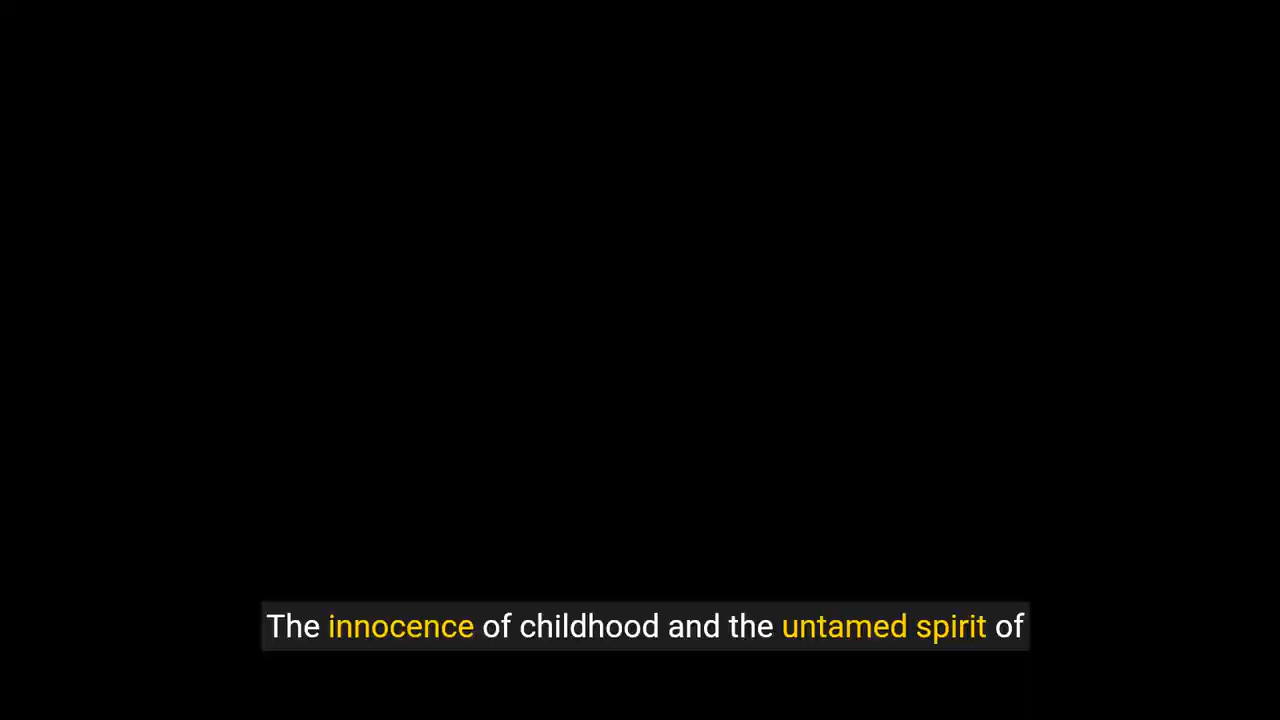 The innocence of childhood and the untamed spirit of